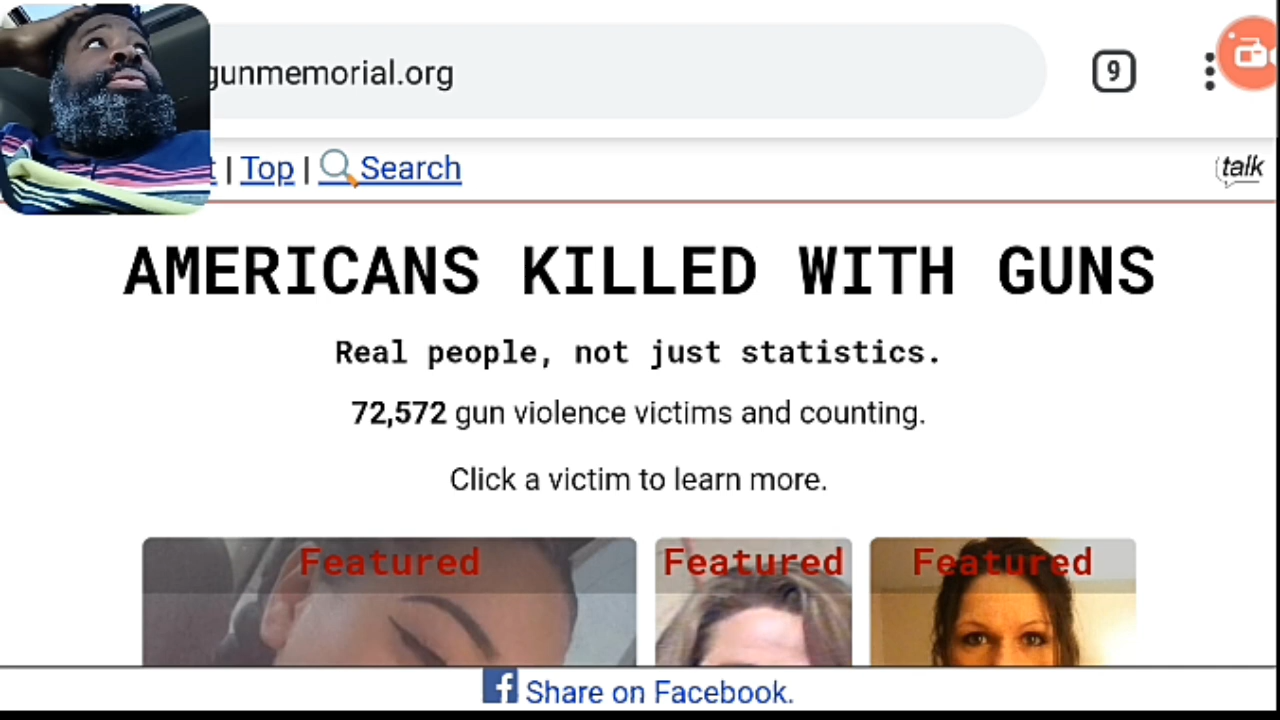 gunmemorial.org
9
t | Top | Search
talk
AMERICANS KILLED WITH GUNS
Real people, not just statistics.
72,572 gun violence victims and counting.
Click a victim to learn more.
Featured Featured Featured
f Share on Facebook.